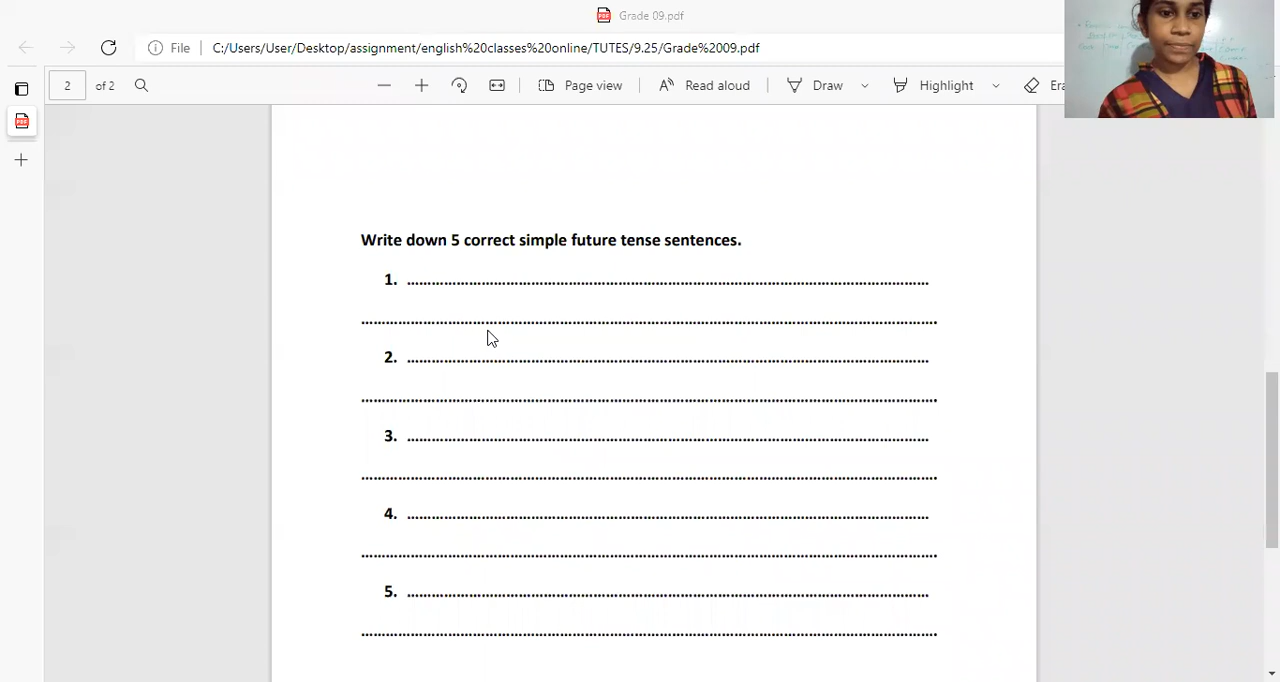 Grade 09.pdf
File C:/Users/User/Desktop/assignment/english%20classes%20online/TUTES/9.25/Grade%2009.pdf
2 of 2 Page view Read aloud Draw Highlight
Write down 5 correct simple future tense sentences.
1. ........................................................................................................
...................................................................................................................
2. ........................................................................................................
...................................................................................................................
3. ........................................................................................................
...................................................................................................................
4. ........................................................................................................
...................................................................................................................
5. ........................................................................................................
...................................................................................................................